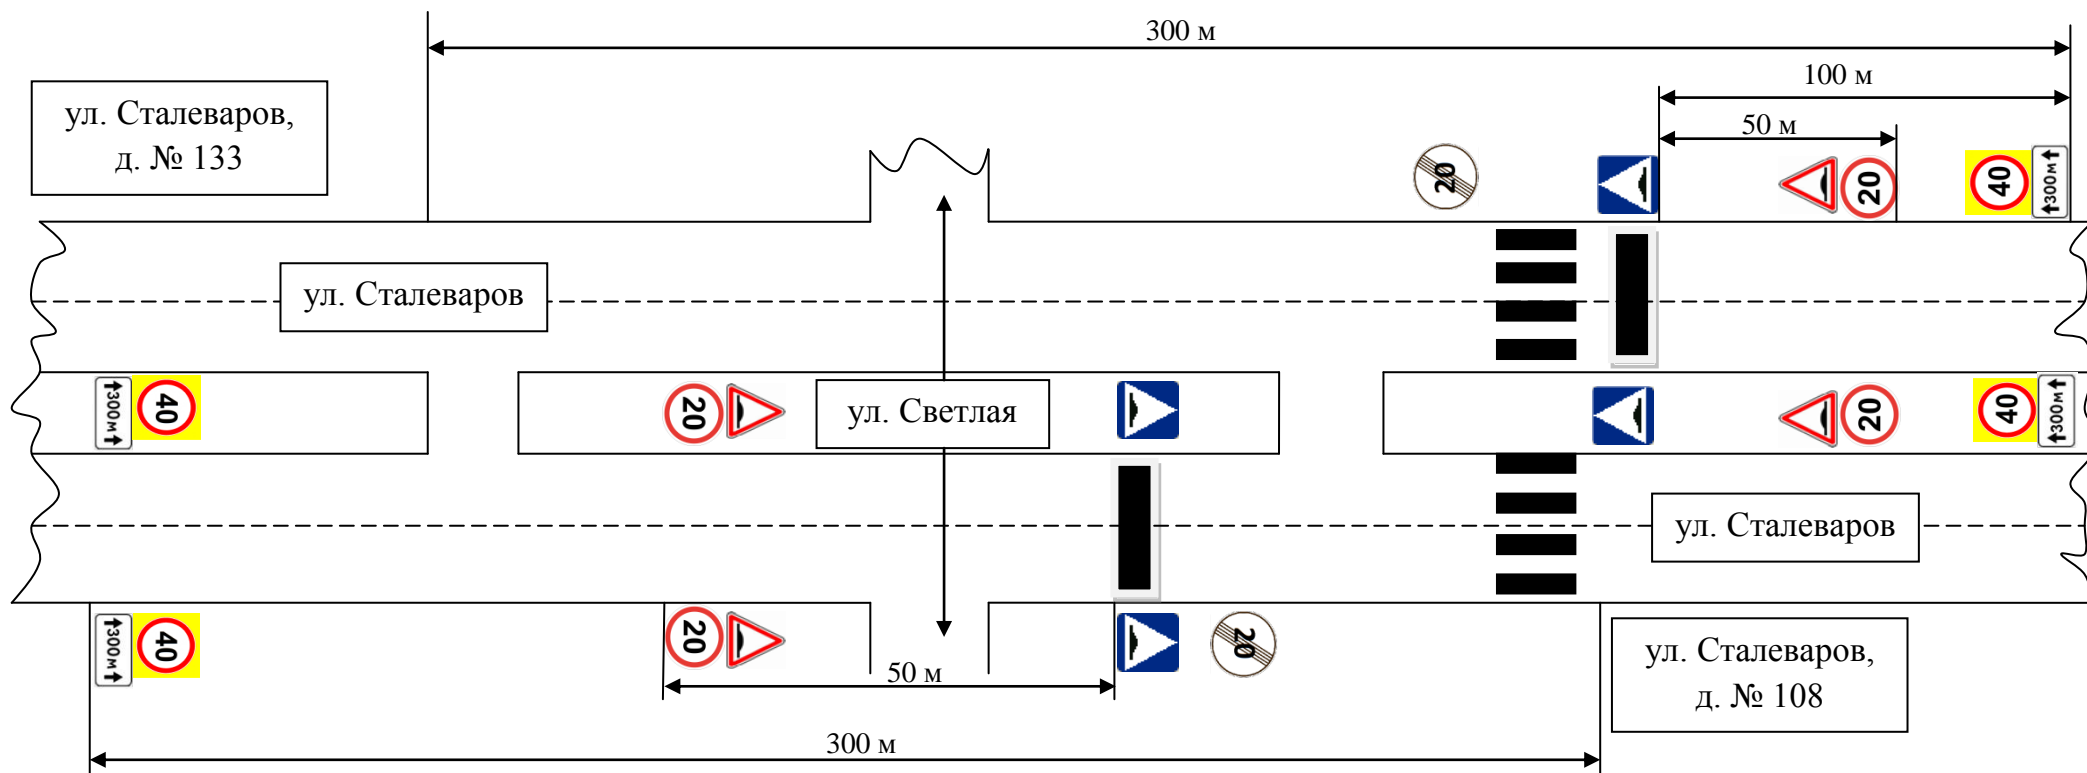 300 м
100 м
50 м
ул. Сталеваров,
д. № 133
20
20
40
300м
ул. Сталеваров
300м
40
20
ул. Светлая
20
40
300м
ул. Сталеваров
300м
40
20
20
50 м
ул. Сталеваров,
д. № 108
300 м